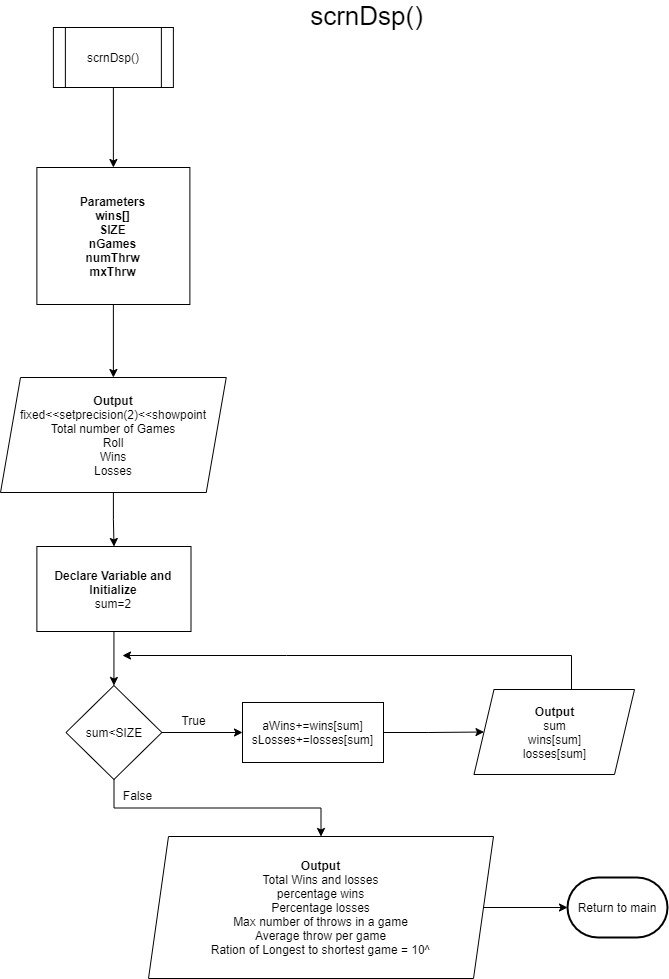 scrnDsp()
scrnDsp()
Parameters
wins[]
SIZE
nGames
numThrw
mxThrw
Output
fixed<<setprecision(2)<<showpoint
Total number of Games
Roll
Wins
Losses
Declare Variable and
Initialize
sum=2
sum<SIZE
True
aWins+=wins[sum]
sLosses+=losses[sum]
Output
sum
wins[sum]
losses[sum]
False
Output
Total Wins and losses
percentage wins
Percentage losses
Max number of throws in a game
Average throw per game
Ration of Longest to shortest game = 10^
Return to main